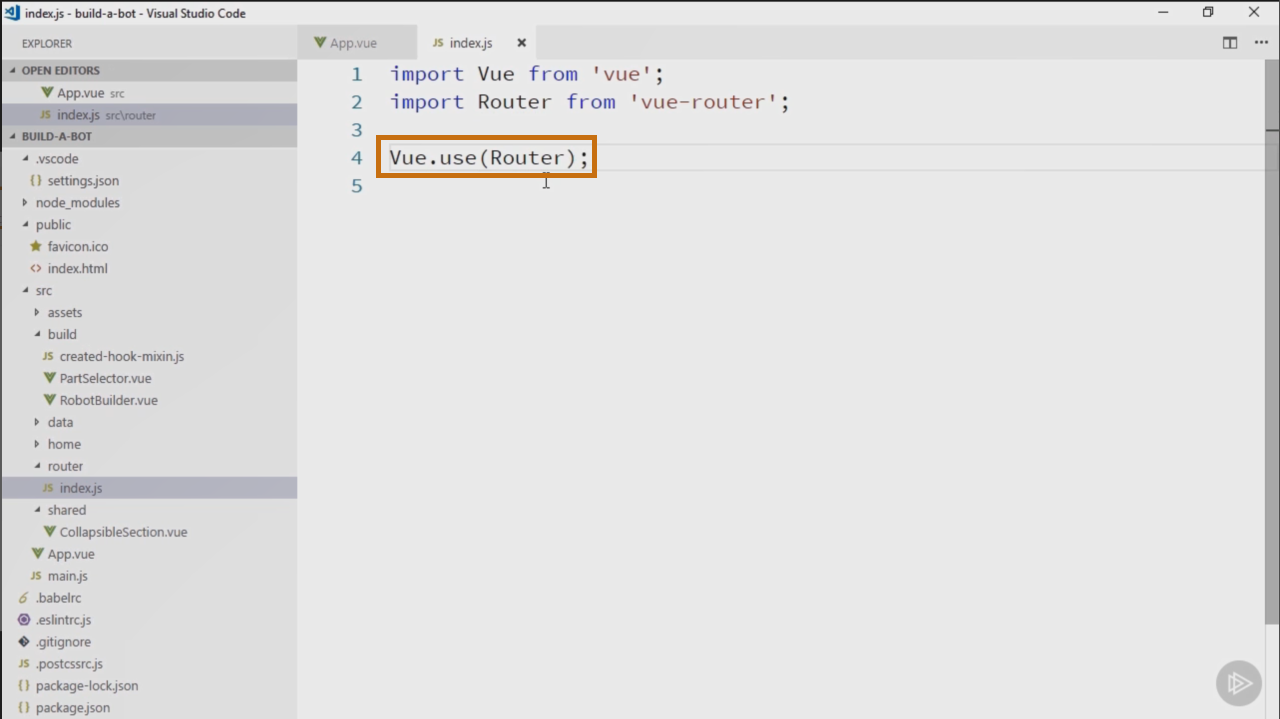 index.js - build-a-bot - Visual Studio Code
EXPLORER
App.vue
JS index.js
OPEN EDITORS
App.vue src
JS index.js src\router
BUILD-A-BOT
.vscode
{} settings.json
node_modules
public
favicon.ico
<> index.html
src
assets
build
JS created-hook-mixin.js
PartSelector.vue
RobotBuilder.vue
data
home
router
JS index.js
shared
CollapsibleSection.vue
App.vue
JS main.js
.babelrc
.eslintrc.js
.gitignore
JS .postcssrc.js
{} package-lock.json
{} package.json
1 import Vue from 'vue';
2 import Router from 'vue-router';
3
4 Vue.use(Router);
5